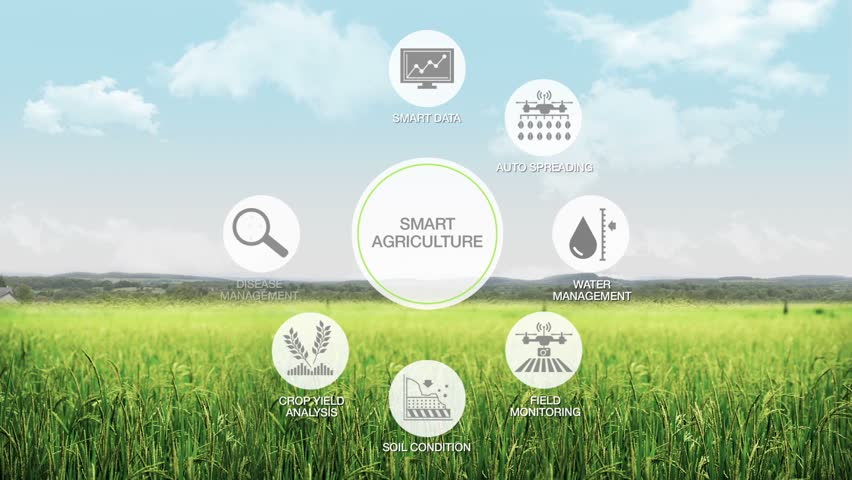 SMART DATA
AUTO SPREADING
SMART
AGRICULTURE
DISEASE
MANAGEMENT
WATER
MANAGEMENT
CROP YIELD
ANALYSIS
FIELD
MONITORING
SOIL CONDITION